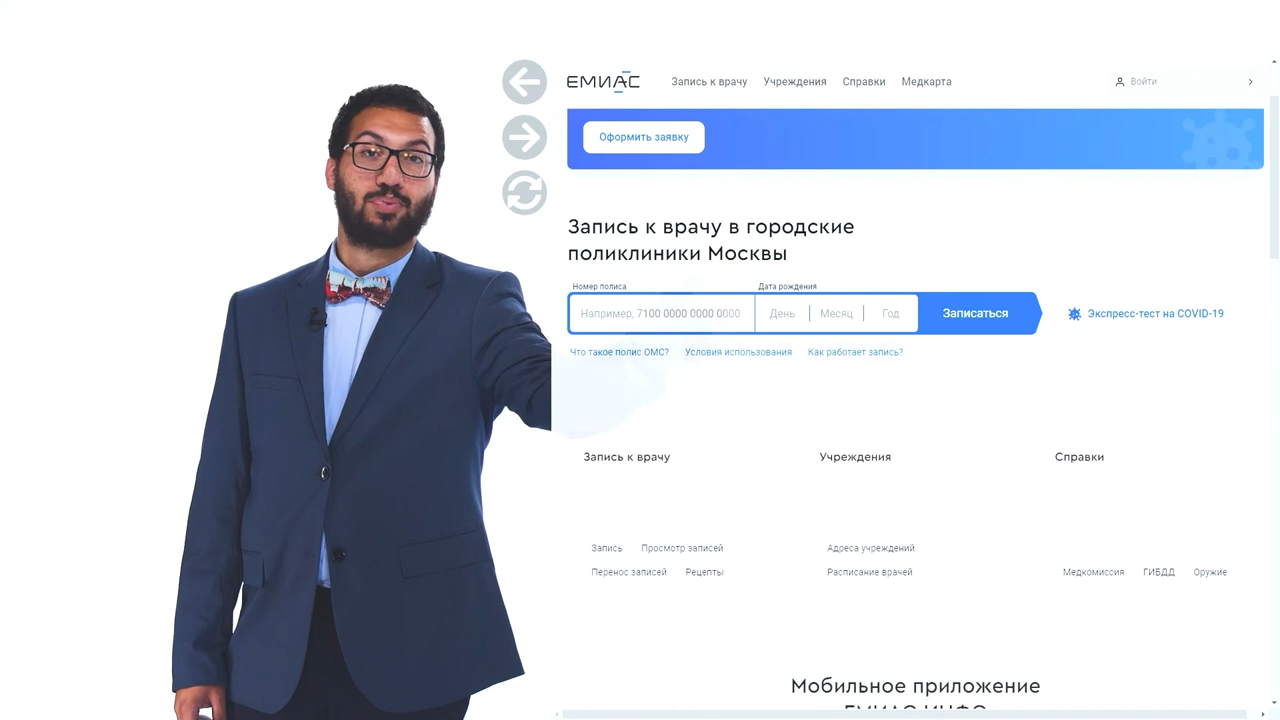 ЕМИАС Запись к врачу Учреждения Справки Медкарта Войти
Оформить заявку
Запись к врачу в городские
поликлиники Москвы
Номер полиса Дата рождения
Например, 7100 0000 0000 0000 День Месяц Год Записаться Экспресс-тест на COVID-19
Что такое полис ОМС? Условия использования Как работает запись?
Запись к врачу Учреждения Справки
Запись Просмотр записей Адреса учреждений
Перенос записей Рецепты Расписание врачей Медкомиссия ГИБДД Оружие
Мобильное приложение
ЕМИАС.ИНФО